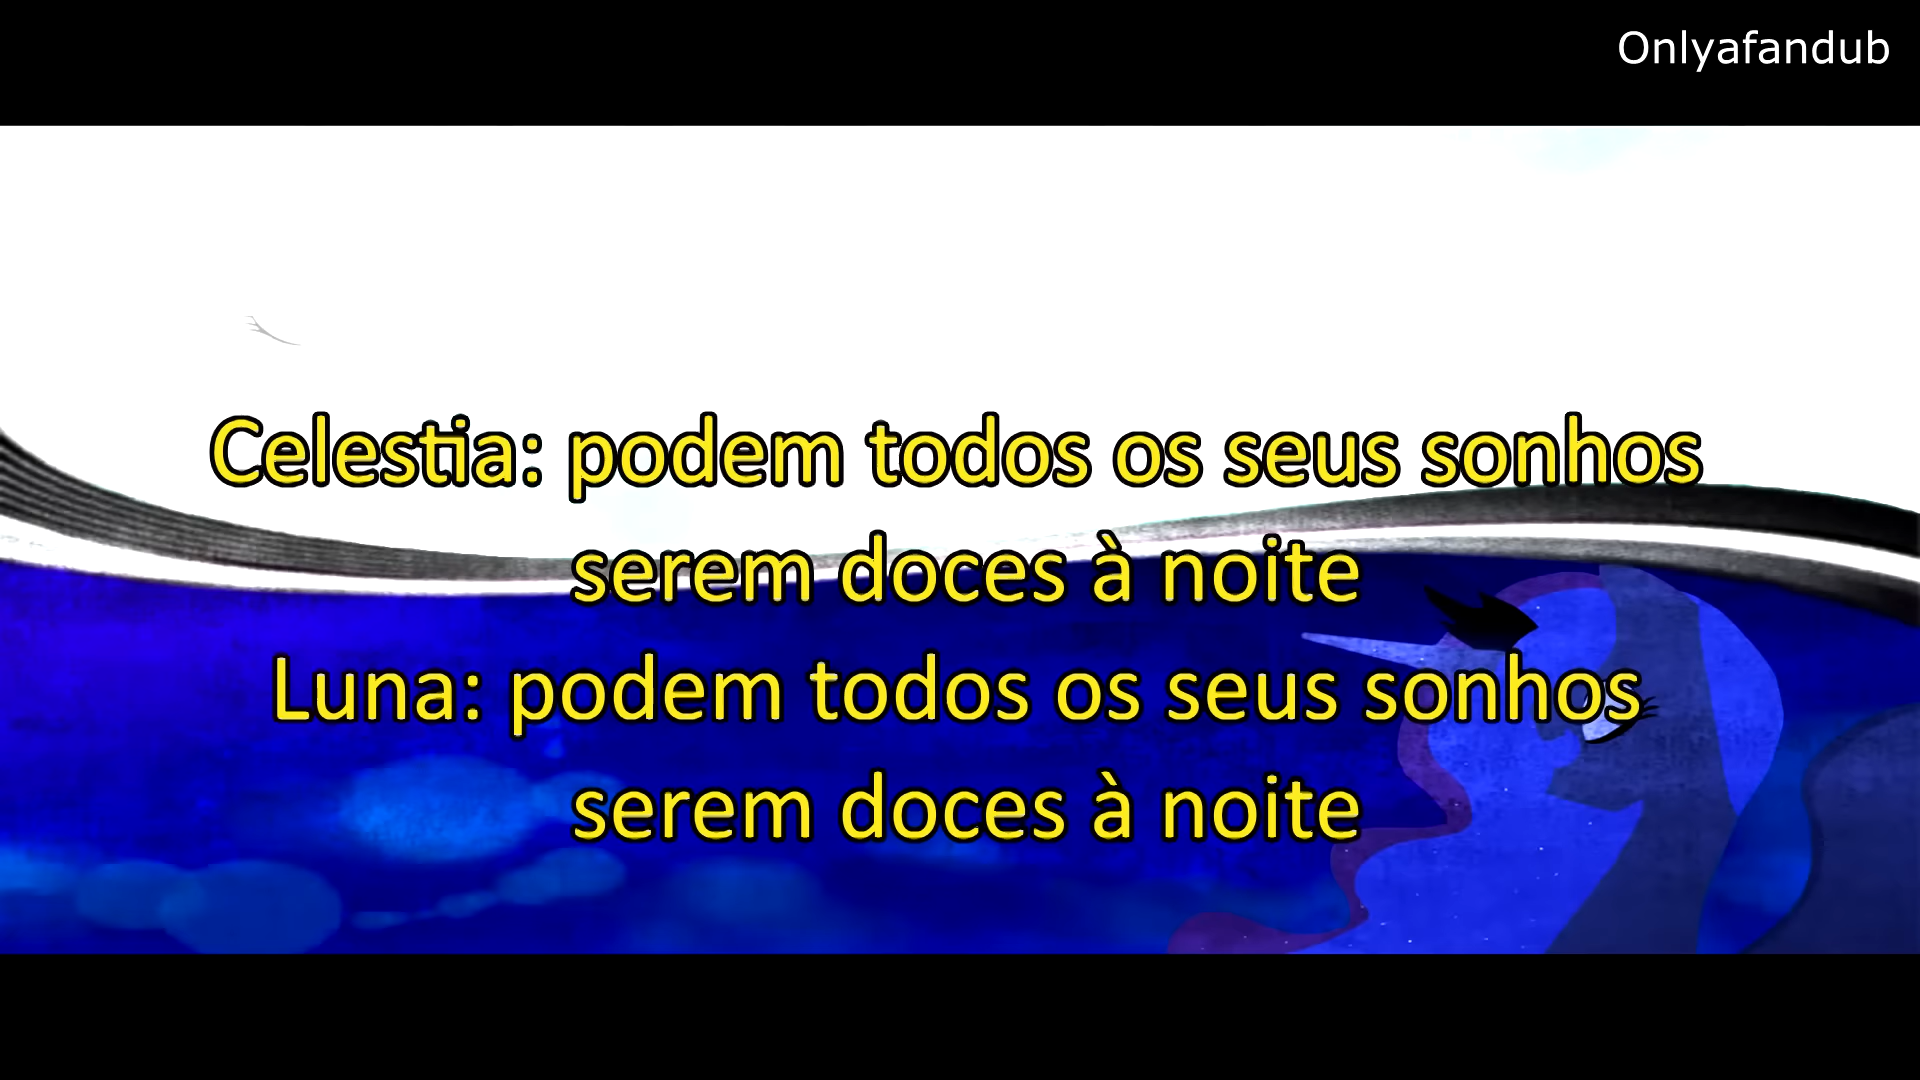 Onlyafandub
Celestia: podem todos os seus sonhos
serem doces à noite
Luna: podem todos os seus sonhos
serem doces à noite